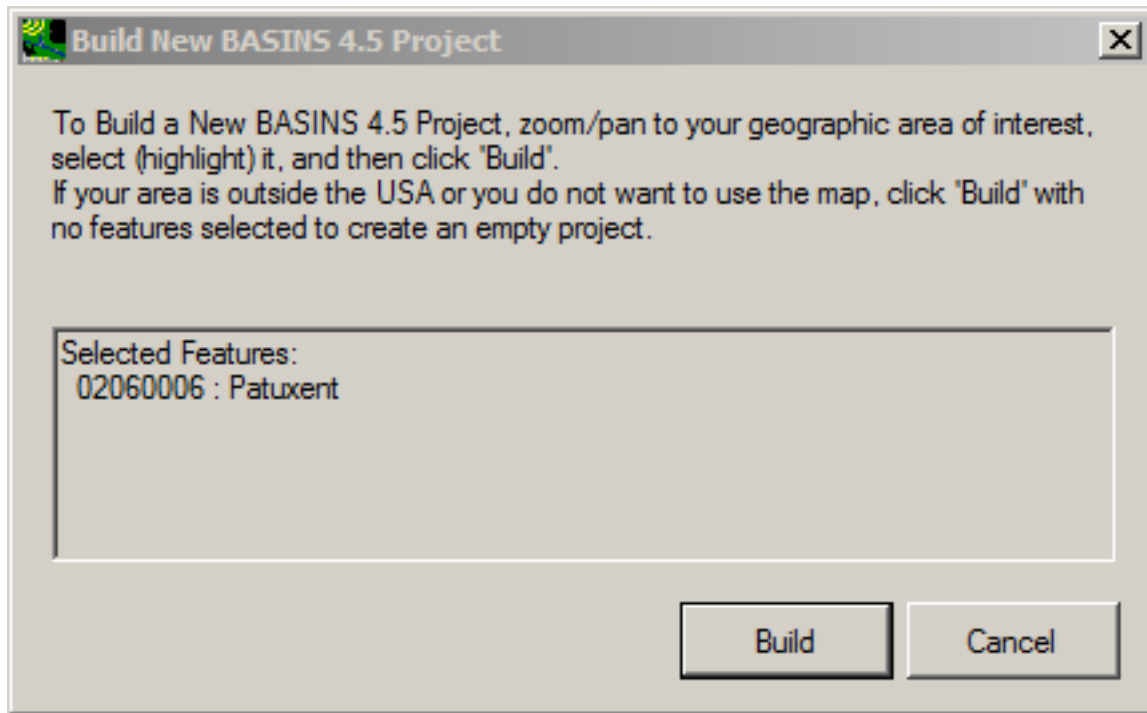 Build New BASINS 4.5 Project
To Build a New BASINS 4.5 Project, zoom/pan to your geographic area of interest,
select (highlight) it, and then click 'Build'.
If your area is outside the USA or you do not want to use the map, click 'Build' with
no features selected to create an empty project.
Selected Features:
02060006 : Patuxent
Build
Cancel